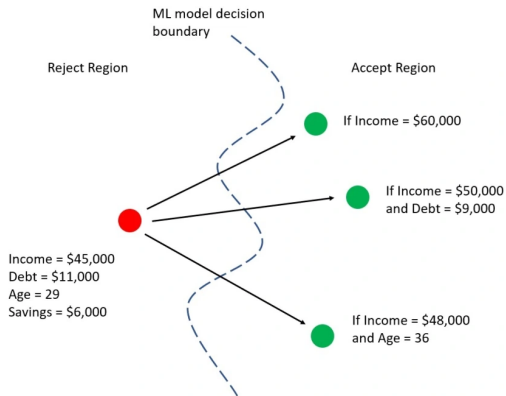 ML model decision
boundary
Reject Region
Accept Region
If Income = $60,000
If Income = $50,000
and Debt = $9,000
Income = $45,000
Debt = $11,000
Age = 29
Savings = $6,000
If Income = $48,000
and Age = 36